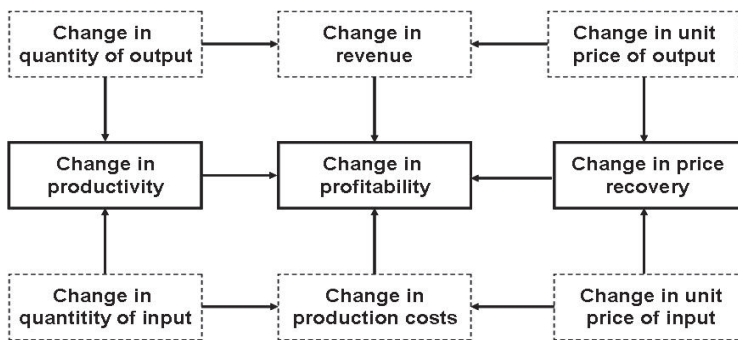 Change in
quantity of output
Change in
revenue
Change in unit
price of output
Change in
productivity
Change in
profitability
Change in price
recovery
Change in
quantitity of input
Change in
production costs
Change in unit
price of input